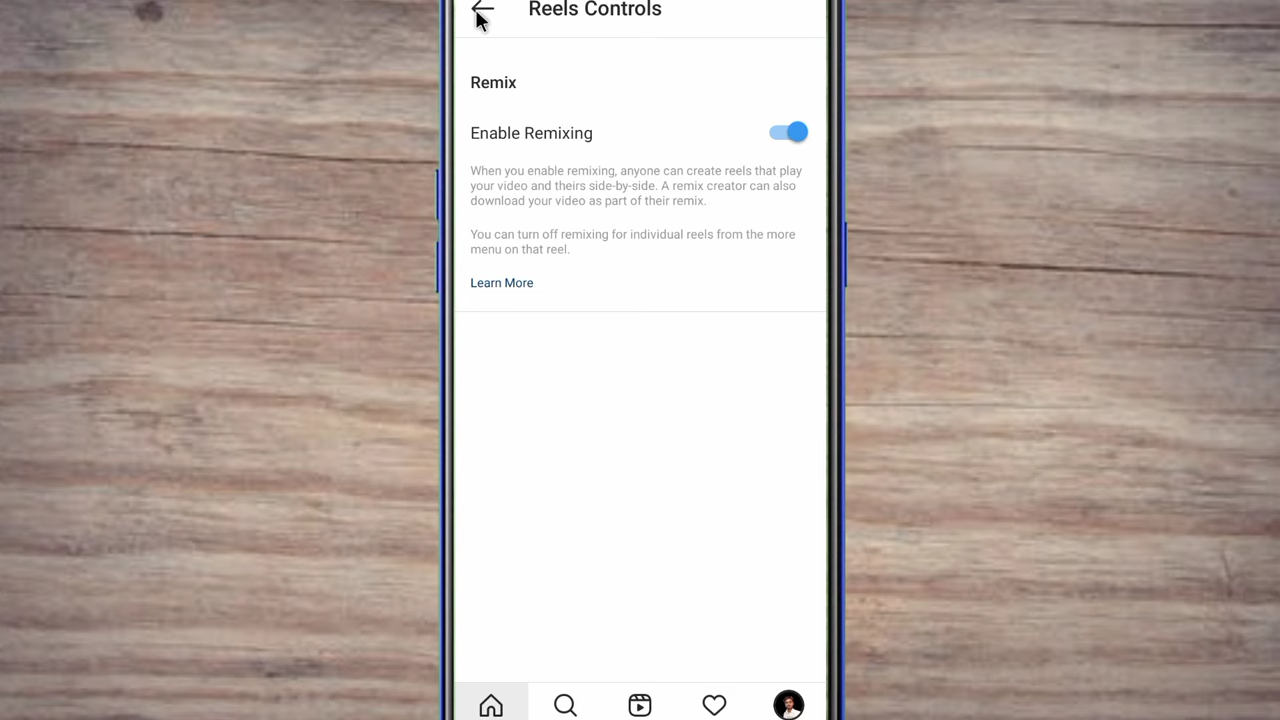 Reels Controls
Remix
Enable Remixing
When you enable remixing, anyone can create reels that play
your video and theirs side-by-side. A remix creator can also
download your video as part of their remix.
You can turn off remixing for individual reels from the more
menu on that reel.
Learn More